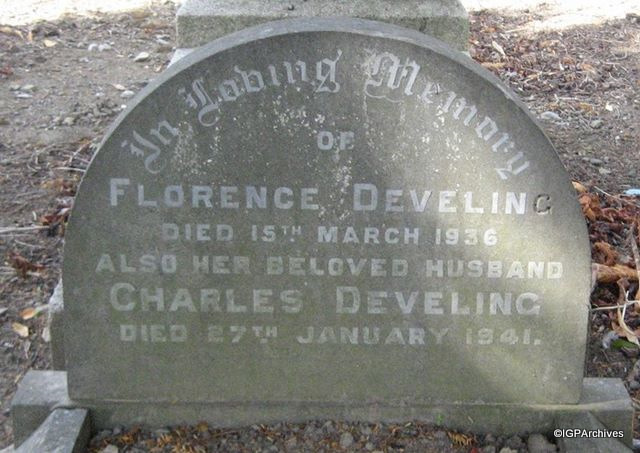 In Loving Memory
OF
FLORENCE DEVELING
DIED 15TH MARCH 1936
ALSO HER BELOVED HUSBAND
CHARLES DEVELING
DIED 27TH JANUARY 1941.
©IGPArchives